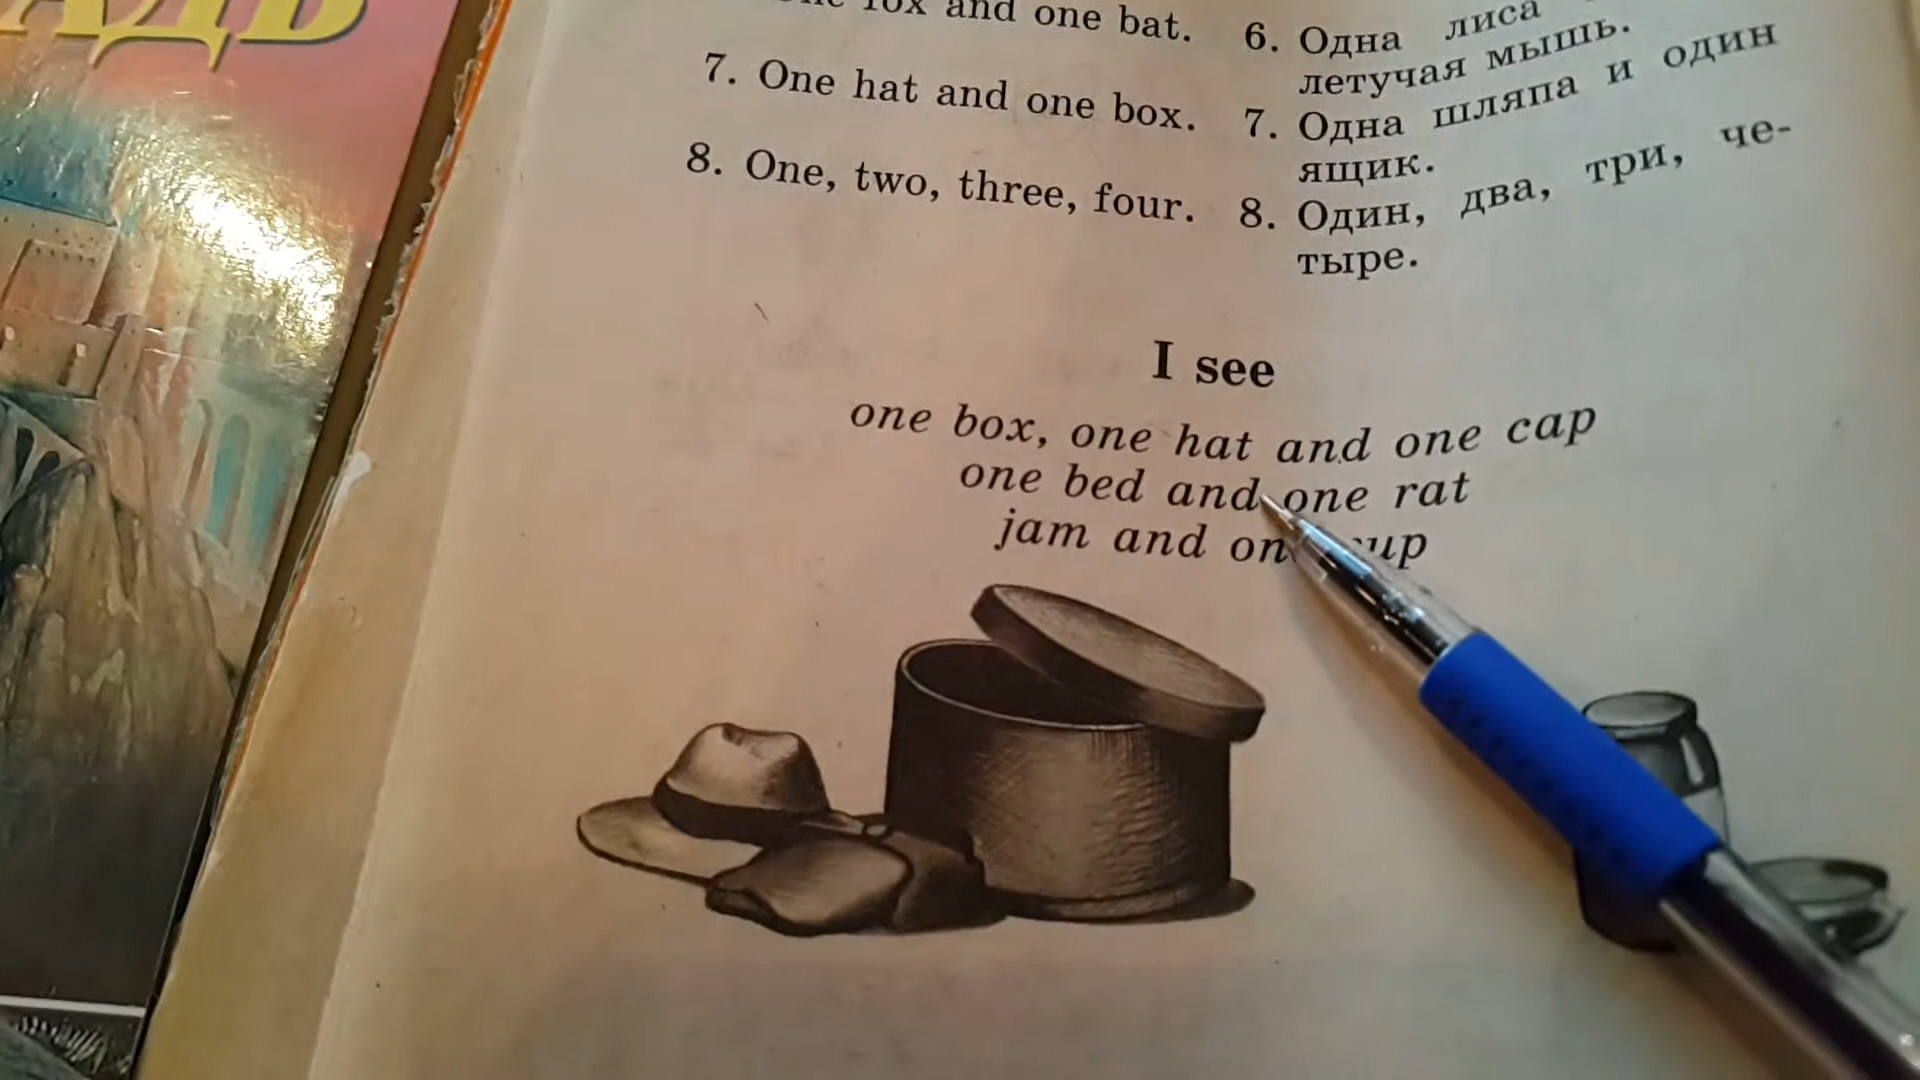 АДЬ
fox and one bat.
7. One hat and one box.
8. One, two, three, four.
6. Одна лиса
летучая мышь.
7. Одна шляпа и один
ящик.
8. Один, два, три, че-
тыре.
I see
one box, one hat and one cap
one bed and one rat
jam and